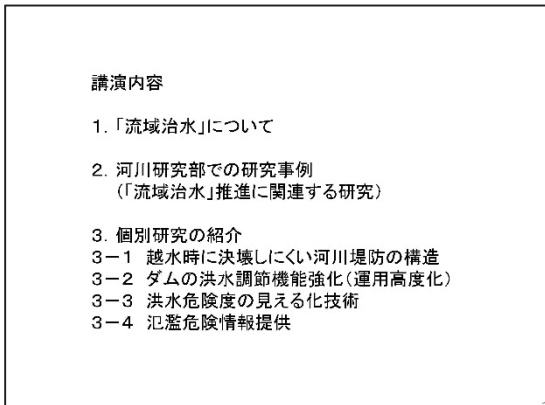 講演内容
1．「流域治水」について
2．河川研究部での研究事例
（「流域治水」推進に関連する研究）
3．個別研究の紹介
3－1 越水時に決壊しにくい河川堤防の構造
3－2 ダムの洪水調節機能強化（運用高度化）
3－3 洪水危険度の見える化技術
3－4 氾濫危険情報提供